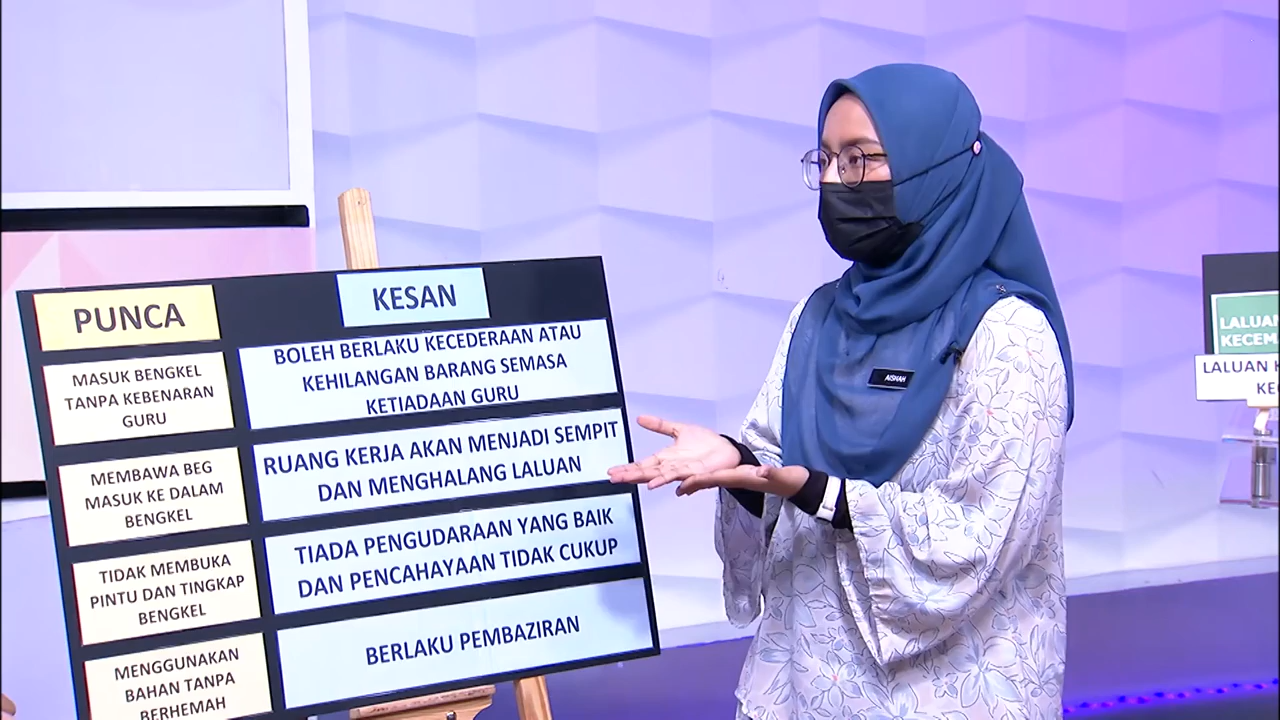 PUNCA
KESAN
MASUK BENGKEL
TANPA KEBENARAN
GURU
BOLEH BERLAKU KECEDERAAN ATAU
KEHILANGAN BARANG SEMASA
KETIADAAN GURU
MEMBAWA BEG
MASUK KE DALAM
BENGKEL
RUANG KERJA AKAN MENJADI SEMPIT
DAN MENGHALANG LALUAN
TIDAK MEMBUKA
PINTU DAN TINGKAP
BENGKEL
TIADA PENGUDARAAN YANG BAIK
DAN PENCAHAYAAN TIDAK CUKUP
MENGGUNAKAN
BAHAN TANPA
BERHEMAH
BERLAKU PEMBAZIRAN
AISHAH
LALUAN
KECEM
LALUAN K
KE